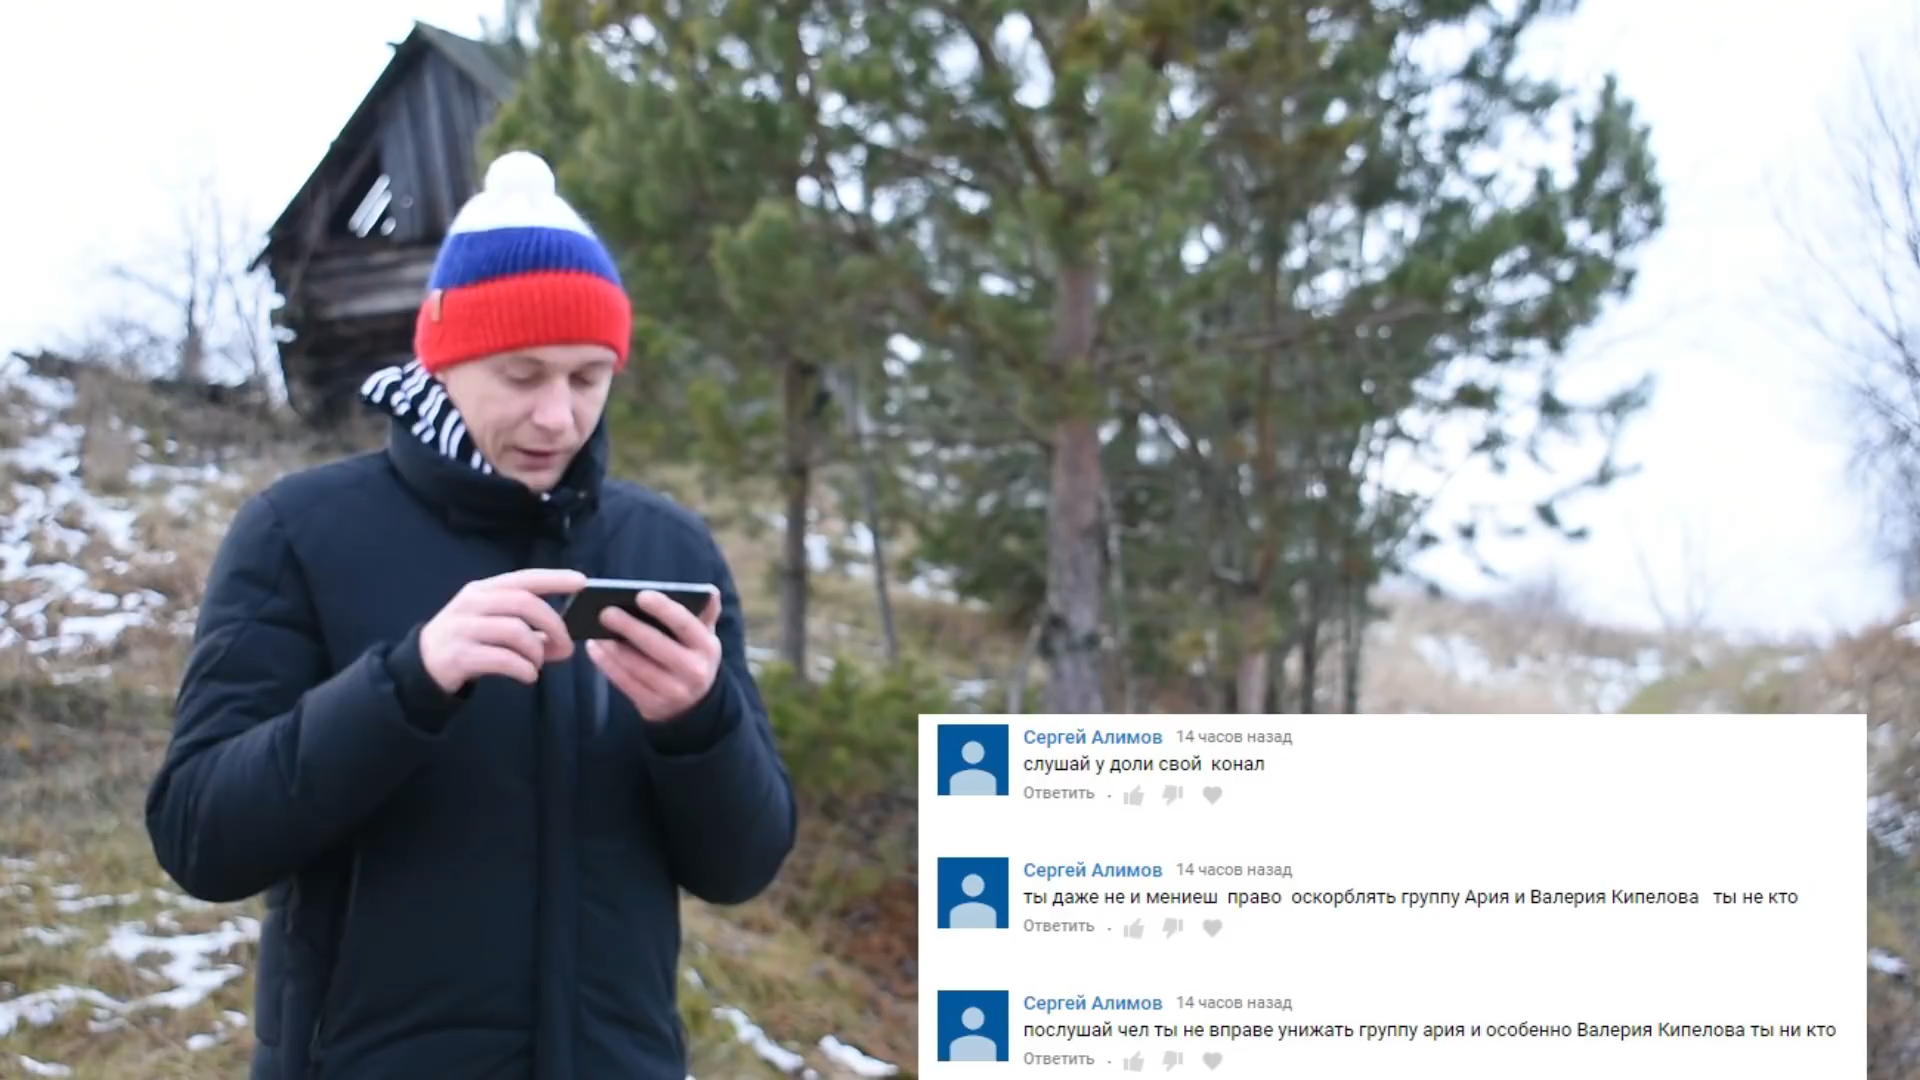 Сергей Алимов 14 часов назад
слушай у доли свой конал
Ответить
Сергей Алимов 14 часов назад
ты даже не и мениеш право оскорблять группу Ария и Валерия Кипелова ты не кто
Ответить
Сергей Алимов 14 часов назад
послушай чел ты не вправе унижать группу ария и особенно Валерия Кипелова ты ни кто
Ответить